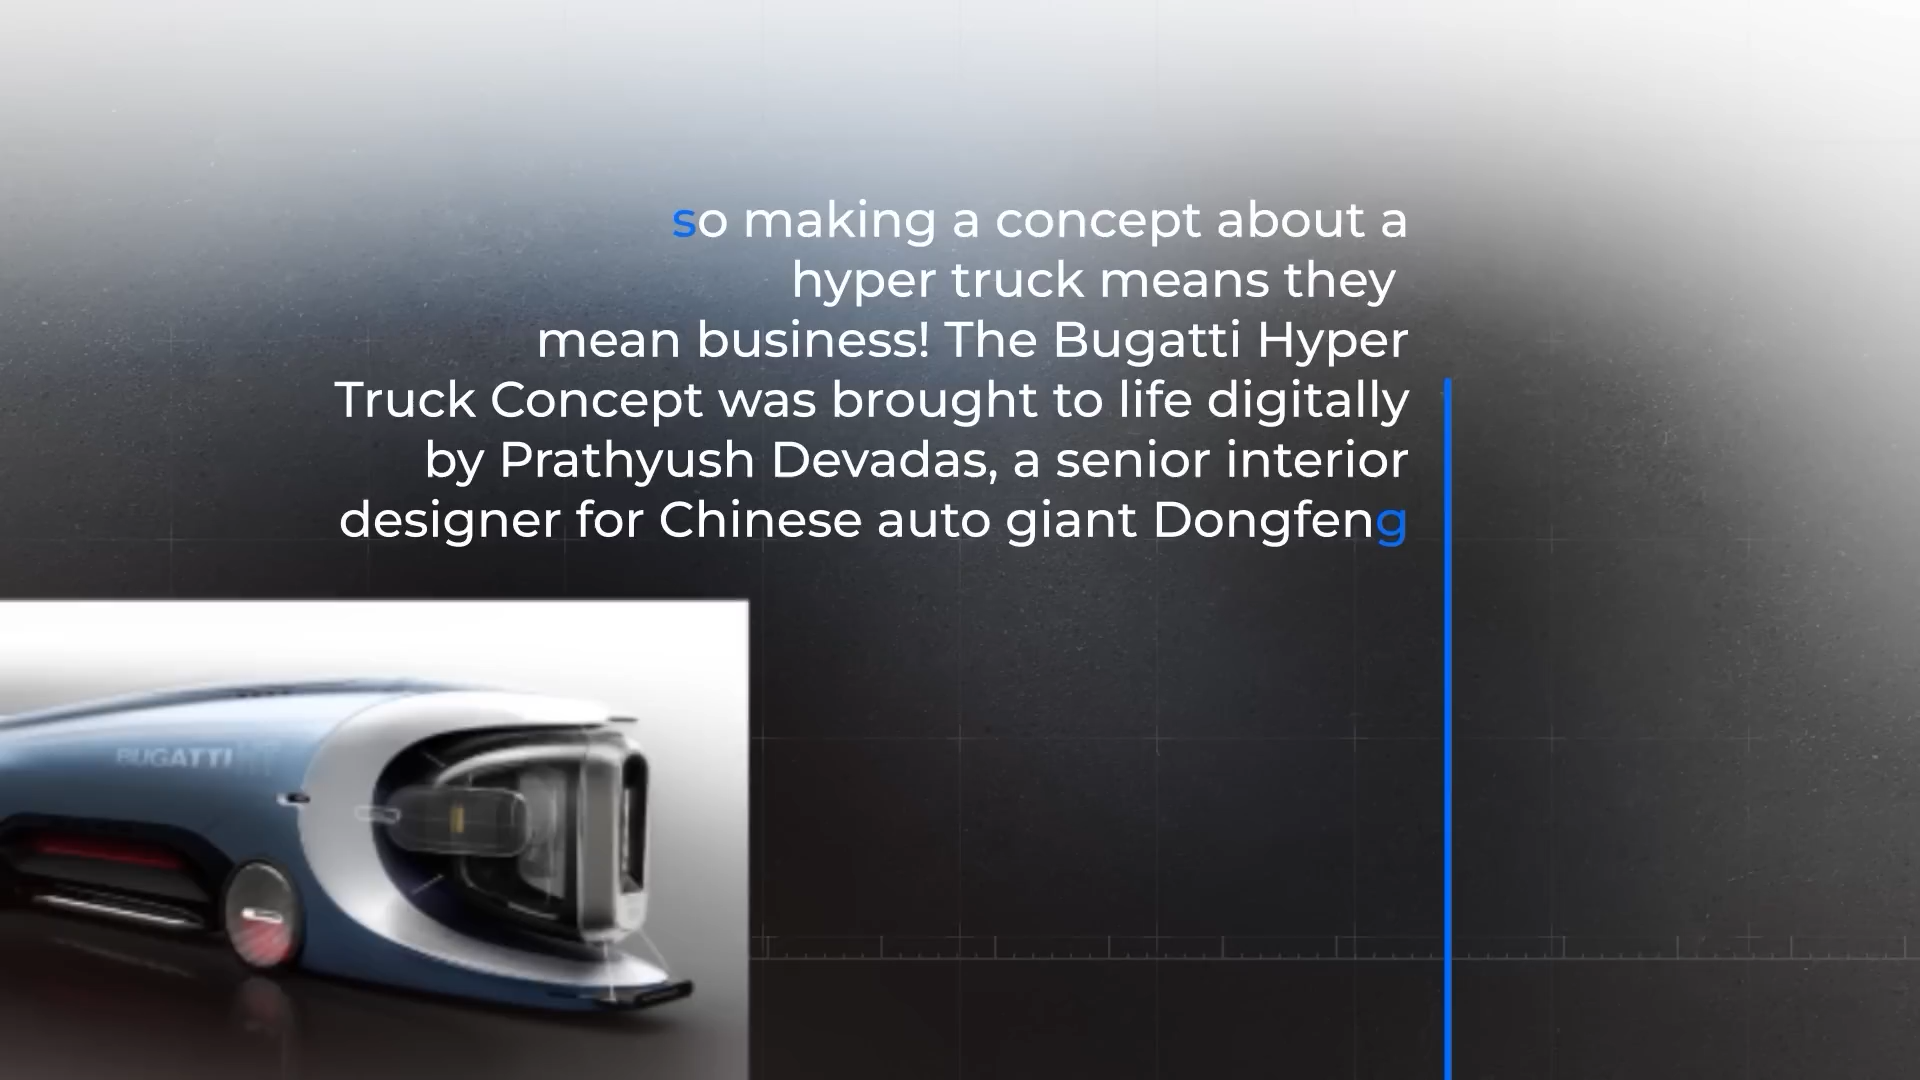 so making a concept about a
hyper truck means they
mean business! The Bugatti Hyper
Truck Concept was brought to life digitally
by Prathyush Devadas, a senior interior
designer for Chinese auto giant Dongfeng
BUGATTI